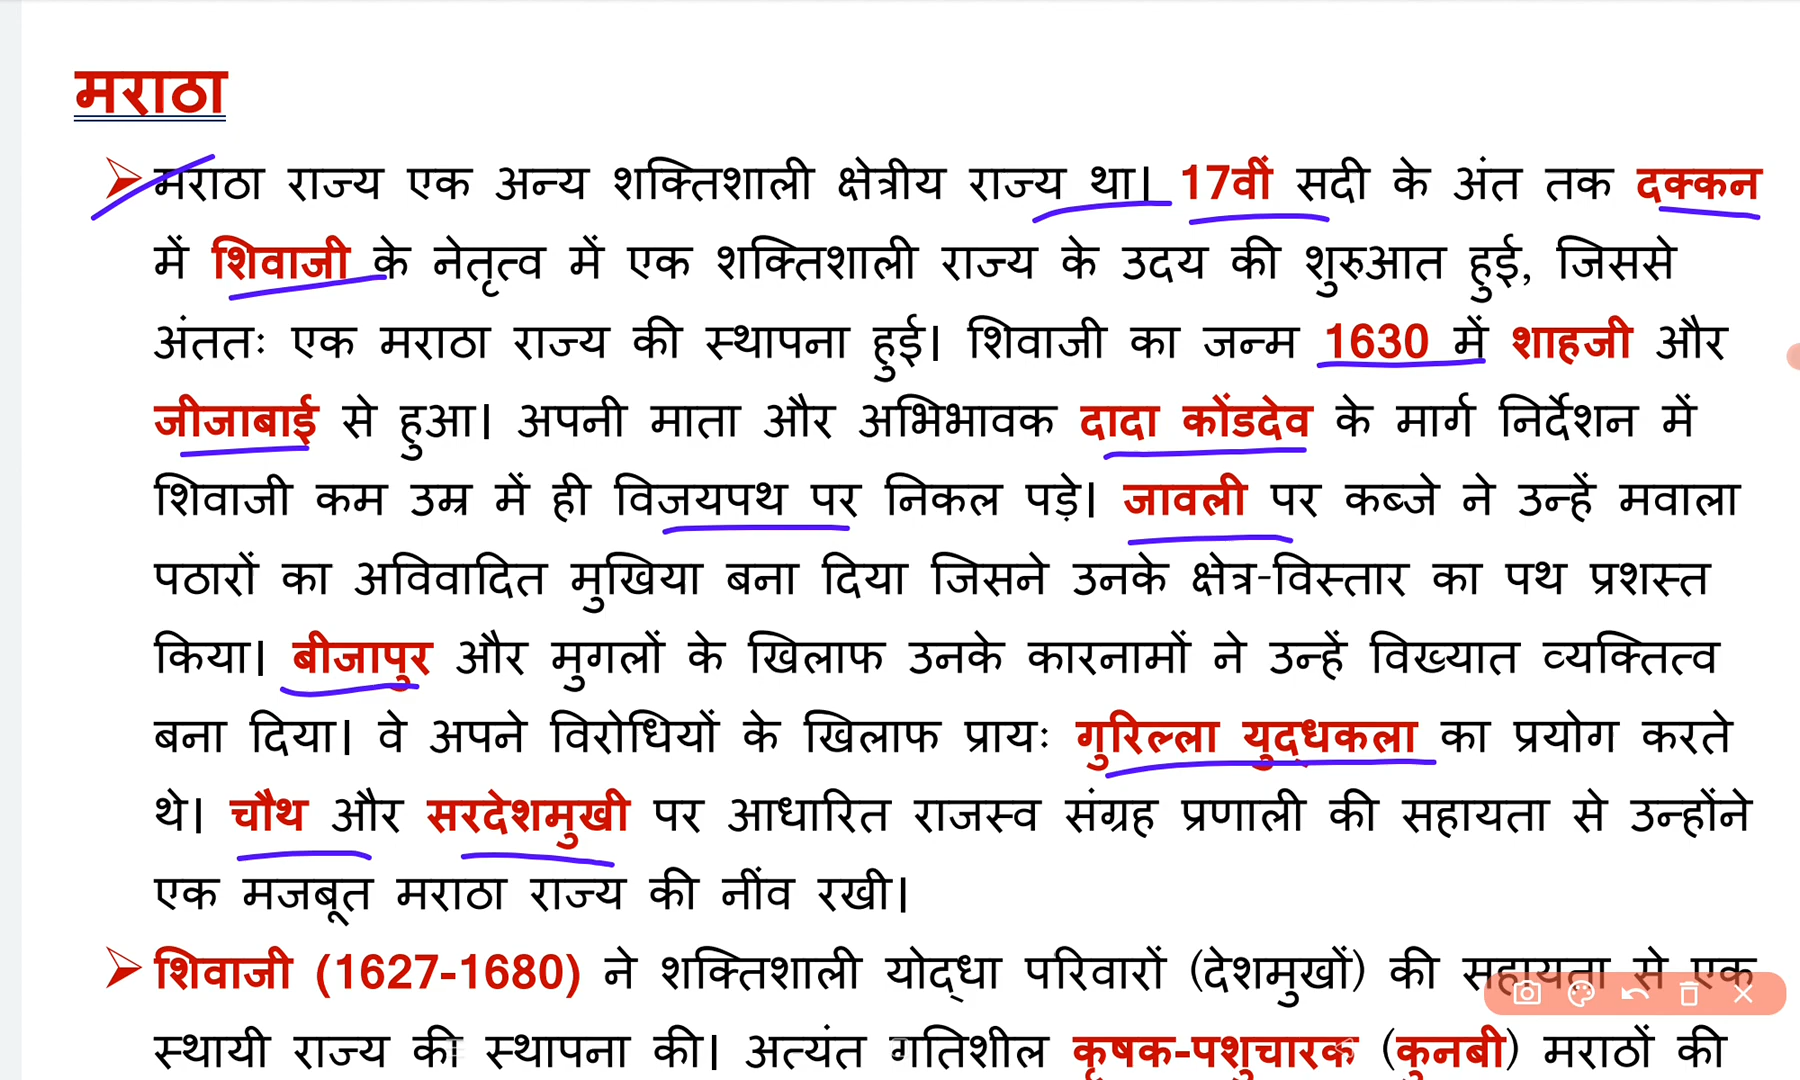 मराठा
मराठा राज्य एक अन्य शक्तिशाली क्षेत्रीय राज्य था। 17वीं सदी के अंत तक दक्कन
में शिवाजी के नेतृत्व में एक शक्तिशाली राज्य के उदय की शुरुआत हुई, जिससे
अंततः एक मराठा राज्य की स्थापना हुई। शिवाजी का जन्म 1630 में शाहजी और
जीजाबाई से हुआ। अपनी माता और अभिभावक दादा कोंडदेव के मार्ग निर्देशन में
शिवाजी कम उम्र में ही विजयपथ पर निकल पड़े। जावली पर कब्जे ने उन्हें मवाला
पठारों का अविवादित मुखिया बना दिया जिसने उनके क्षेत्र-विस्तार का पथ प्रशस्त
किया। बीजापुर और मुगलों के खिलाफ उनके कारनामों ने उन्हें विख्यात व्यक्तित्व
बना दिया। वे अपने विरोधियों के खिलाफ प्रायः गुरिल्ला युद्धकला का प्रयोग करते
थे। चौथ और सरदेशमुखी पर आधारित राजस्व संग्रह प्रणाली की सहायता से उन्होंने
एक मजबूत मराठा राज्य की नींव रखी।
शिवाजी (1627-1680) ने शक्तिशाली योद्धा परिवारों (देशमुखों) की सहायता से एक
स्थायी राज्य की स्थापना की। अत्यंत गतिशील कृषक-पशुचारक (कुनबी) मराठों की